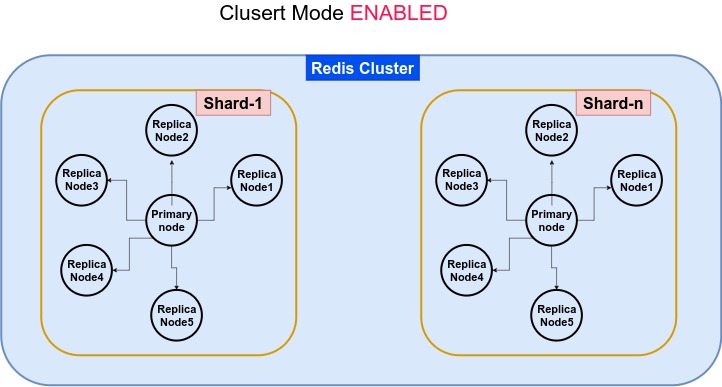 Clusert Mode ENABLED
Redis Cluster
Shard-1
Replica
Node2
Replica
Node3
Replica
Node1
Primary
node
Replica
Node4
Replica
Node5
Shard-n
Replica
Node2
Replica
Node3
Replica
Node1
Primary
node
Replica
Node4
Replica
Node5